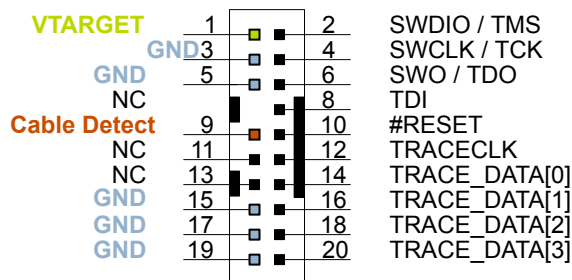 VTARGET 1 2 SWDIO / TMS
GND 3 4 SWCLK / TCK
GND 5 6 SWO / TDO
NC 8 TDI
Cable Detect 9 10 #RESET
NC 11 12 TRACECLK
NC 13 14 TRACE_DATA[0]
GND 15 16 TRACE_DATA[1]
GND 17 18 TRACE_DATA[2]
GND 19 20 TRACE_DATA[3]